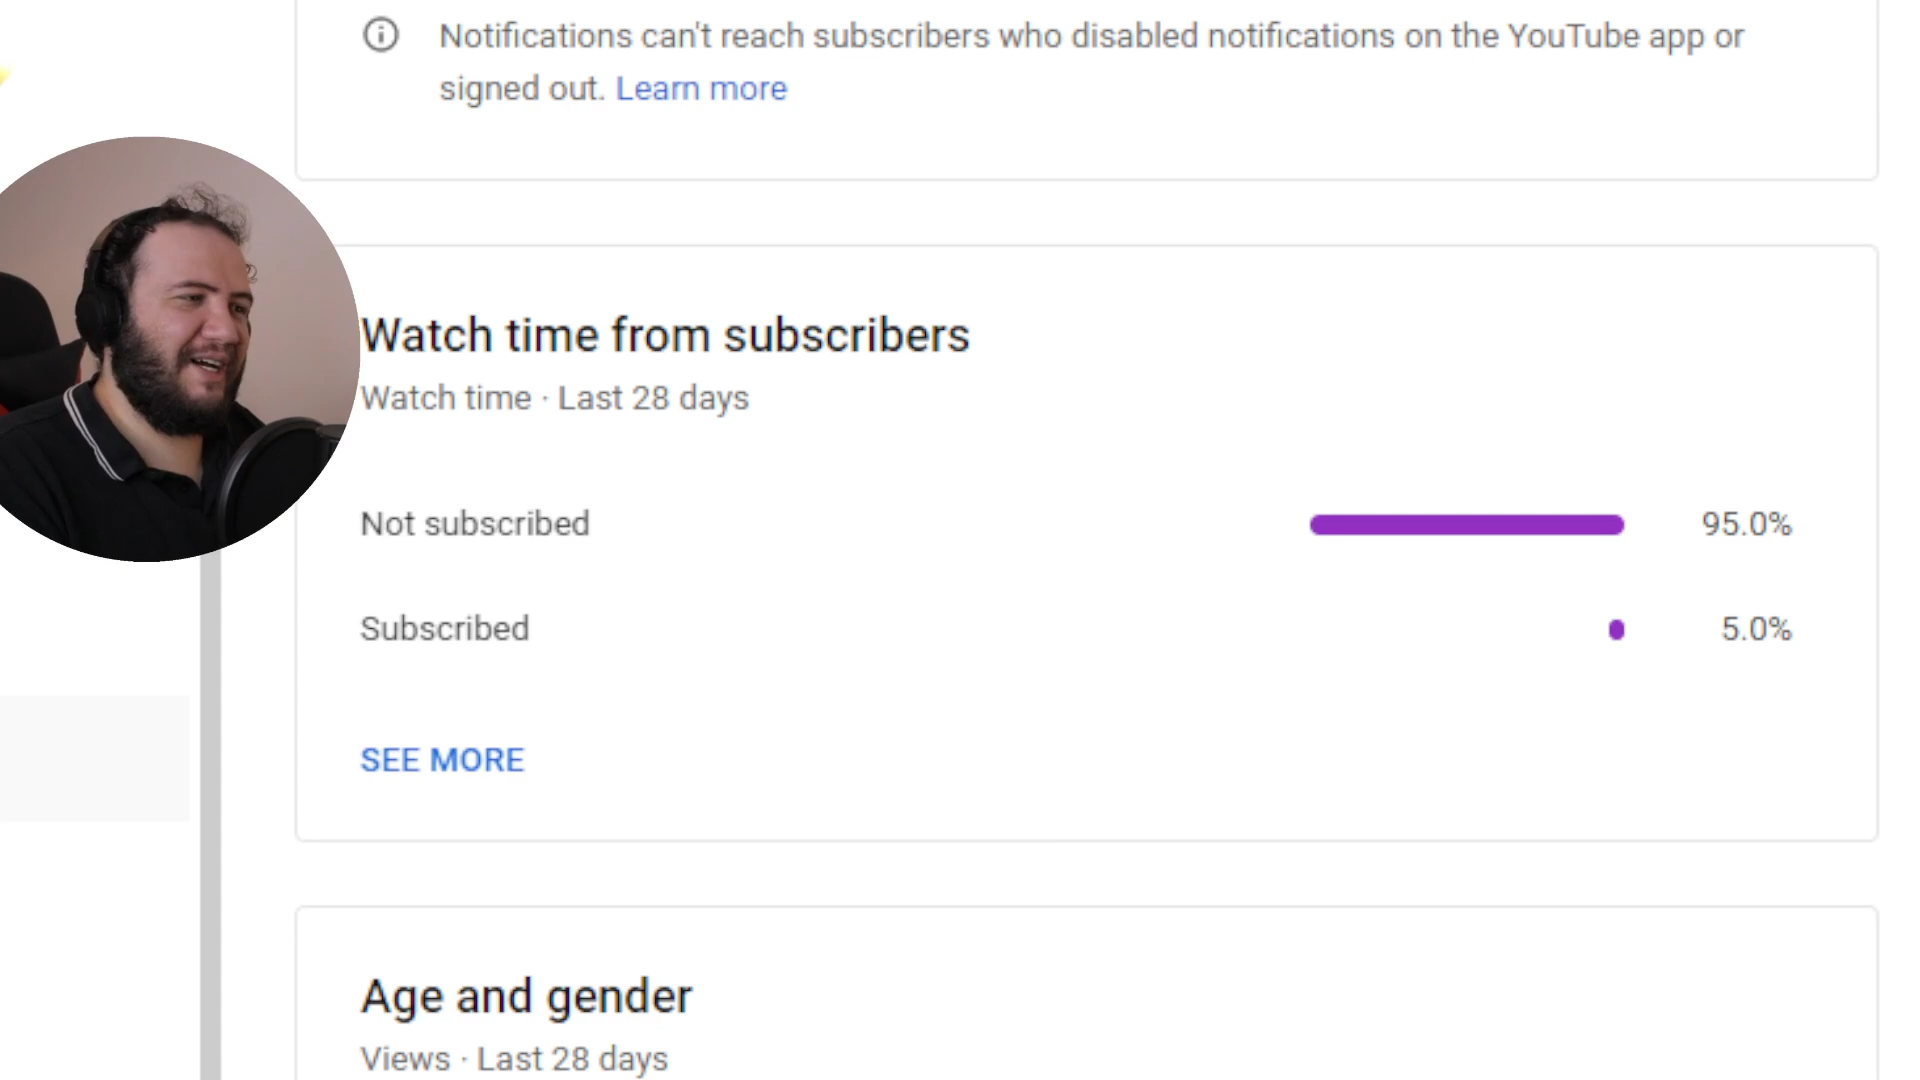 Notifications can't reach subscribers who disabled notifications on the YouTube app or
signed out. Learn more
Watch time from subscribers
Watch time · Last 28 days
Not subscribed 95.0%
Subscribed 5.0%
SEE MORE
Age and gender
Views · Last 28 days